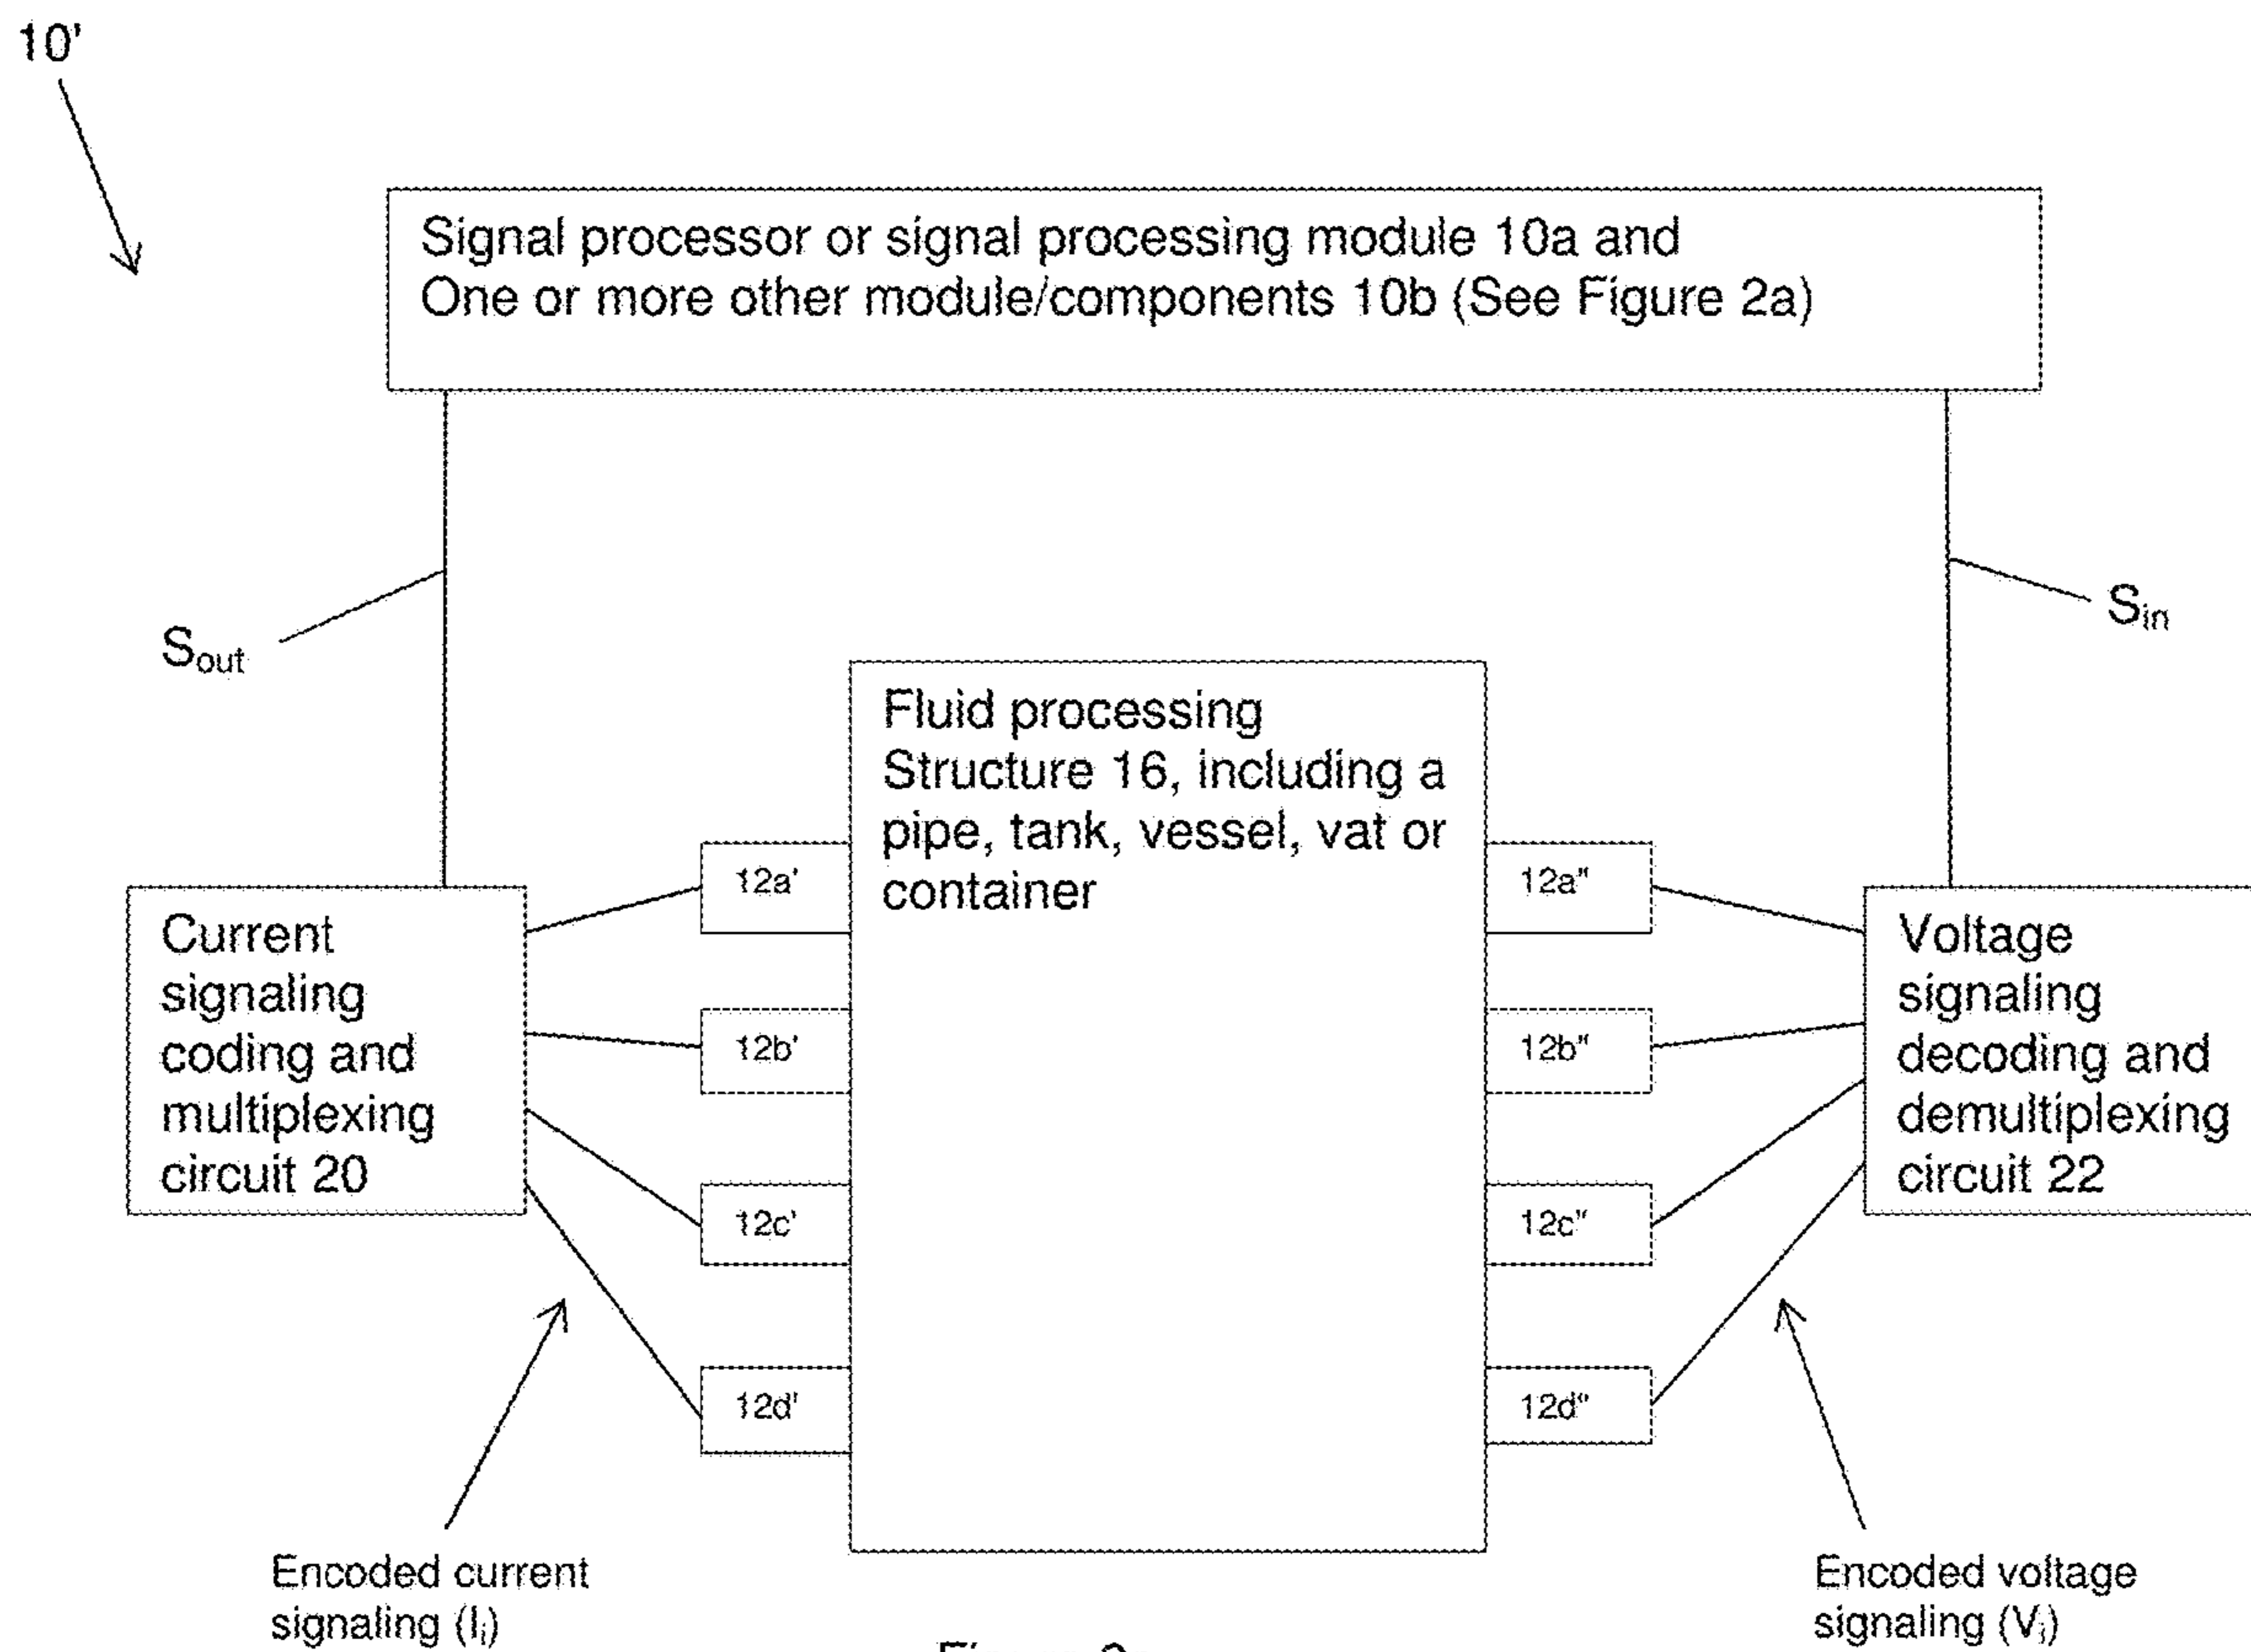 10'
Signal processor or signal processing module 10a and
One or more other module/components 10b (See Figure 2a)
Sout
Sin
Fluid processing
Structure 16, including a
pipe, tank, vessel, vat or
container
12a'
12b'
12c'
12d'
12a"
12b"
12c"
12d"
Current
signaling
coding and
multiplexing
circuit 20
Voltage
signaling
decoding and
demultiplexing
circuit 22
Encoded current
signaling (Ii)
Encoded voltage
signaling (Vi)